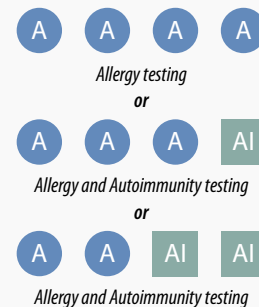 A A A A
Allergy testing
or
A A A AI
Allergy and Autoimmunity testing
or
A A AI AI
Allergy and Autoimmunity testing